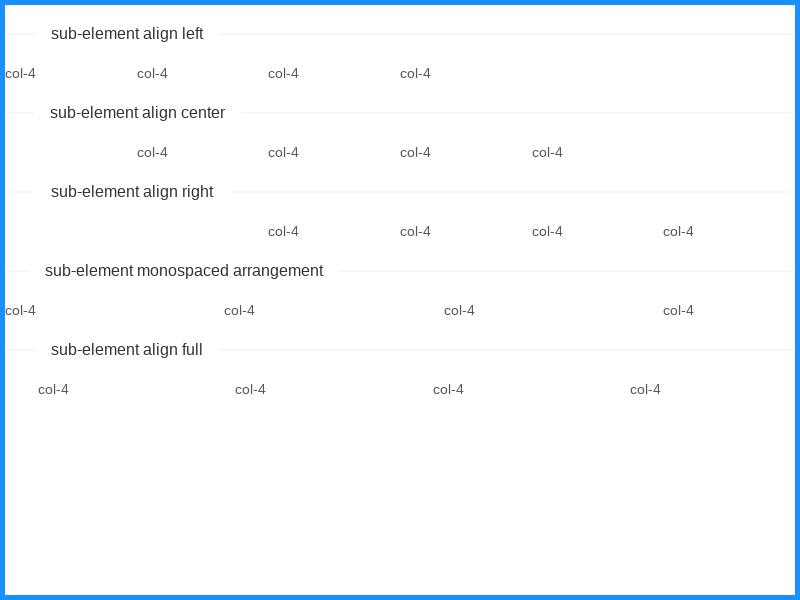 sub-element align left
col-4 col-4 col-4 col-4
sub-element align center
col-4 col-4 col-4 col-4
sub-element align right
col-4 col-4 col-4 col-4
sub-element monospaced arrangement
col-4 col-4 col-4 col-4
sub-element align full
col-4 col-4 col-4 col-4